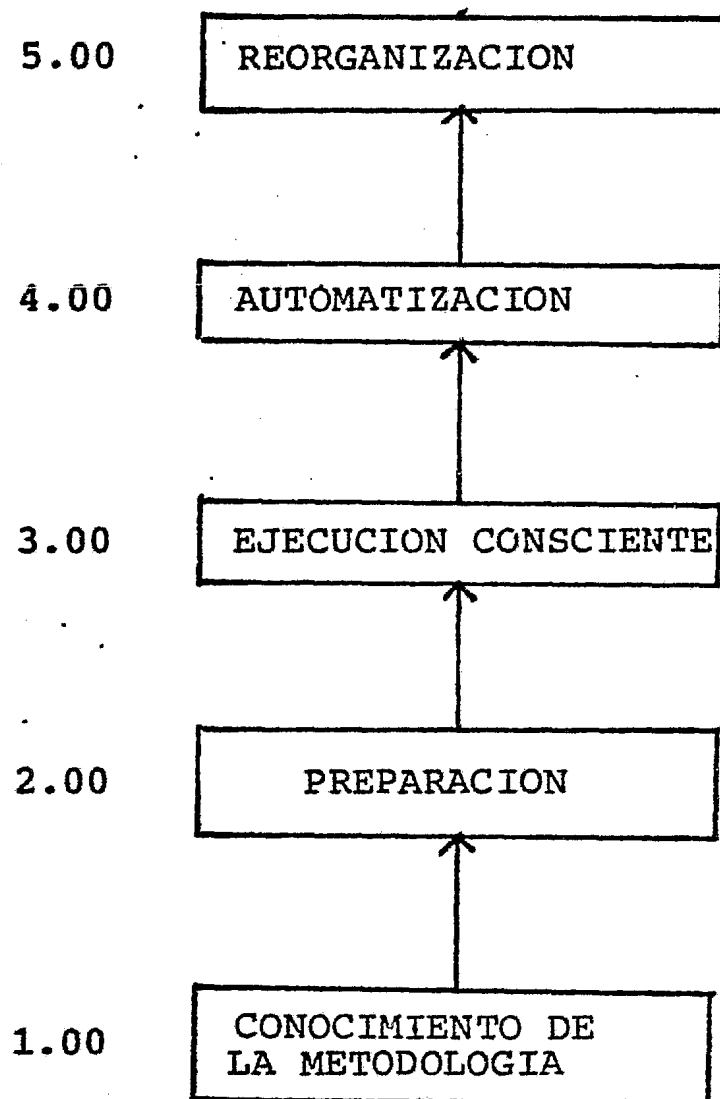 5.00 REORGANIZACION
4.00 AUTOMATIZACION
3.00 EJECUCION CONSCIENTE
2.00 PREPARACION
1.00 CONOCIMIENTO DE
LA METODOLOGIA